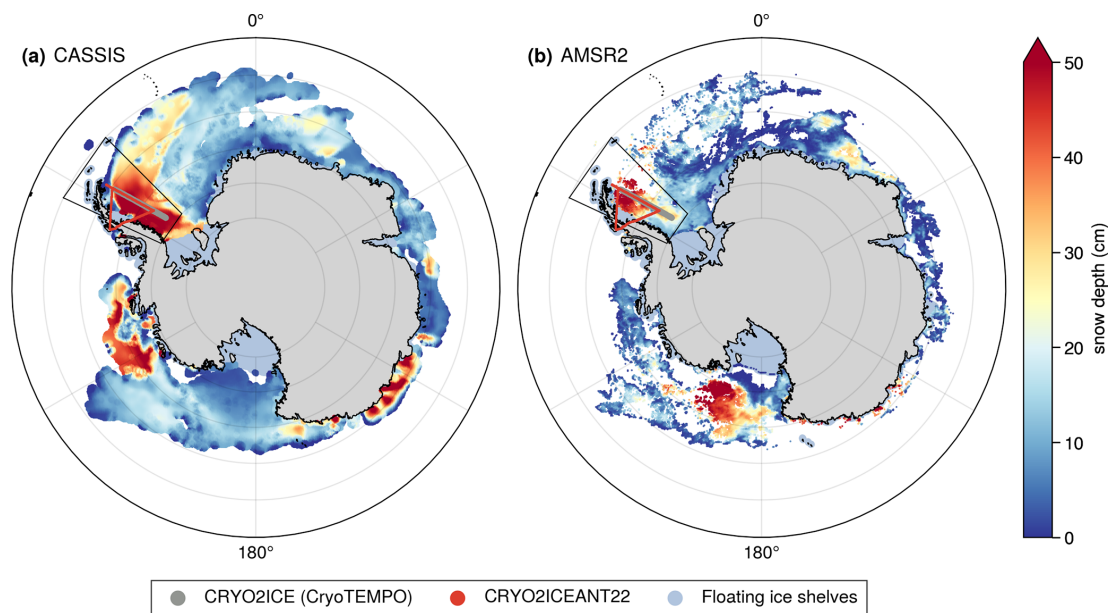 0°
0°
(a) CASSIS
(b) AMSR2
50
40
30
20
10
0
snow depth (cm)
180°
180°
CRYO2ICE (CryoTEMPO)
CRYO2ICEANT22
Floating ice shelves